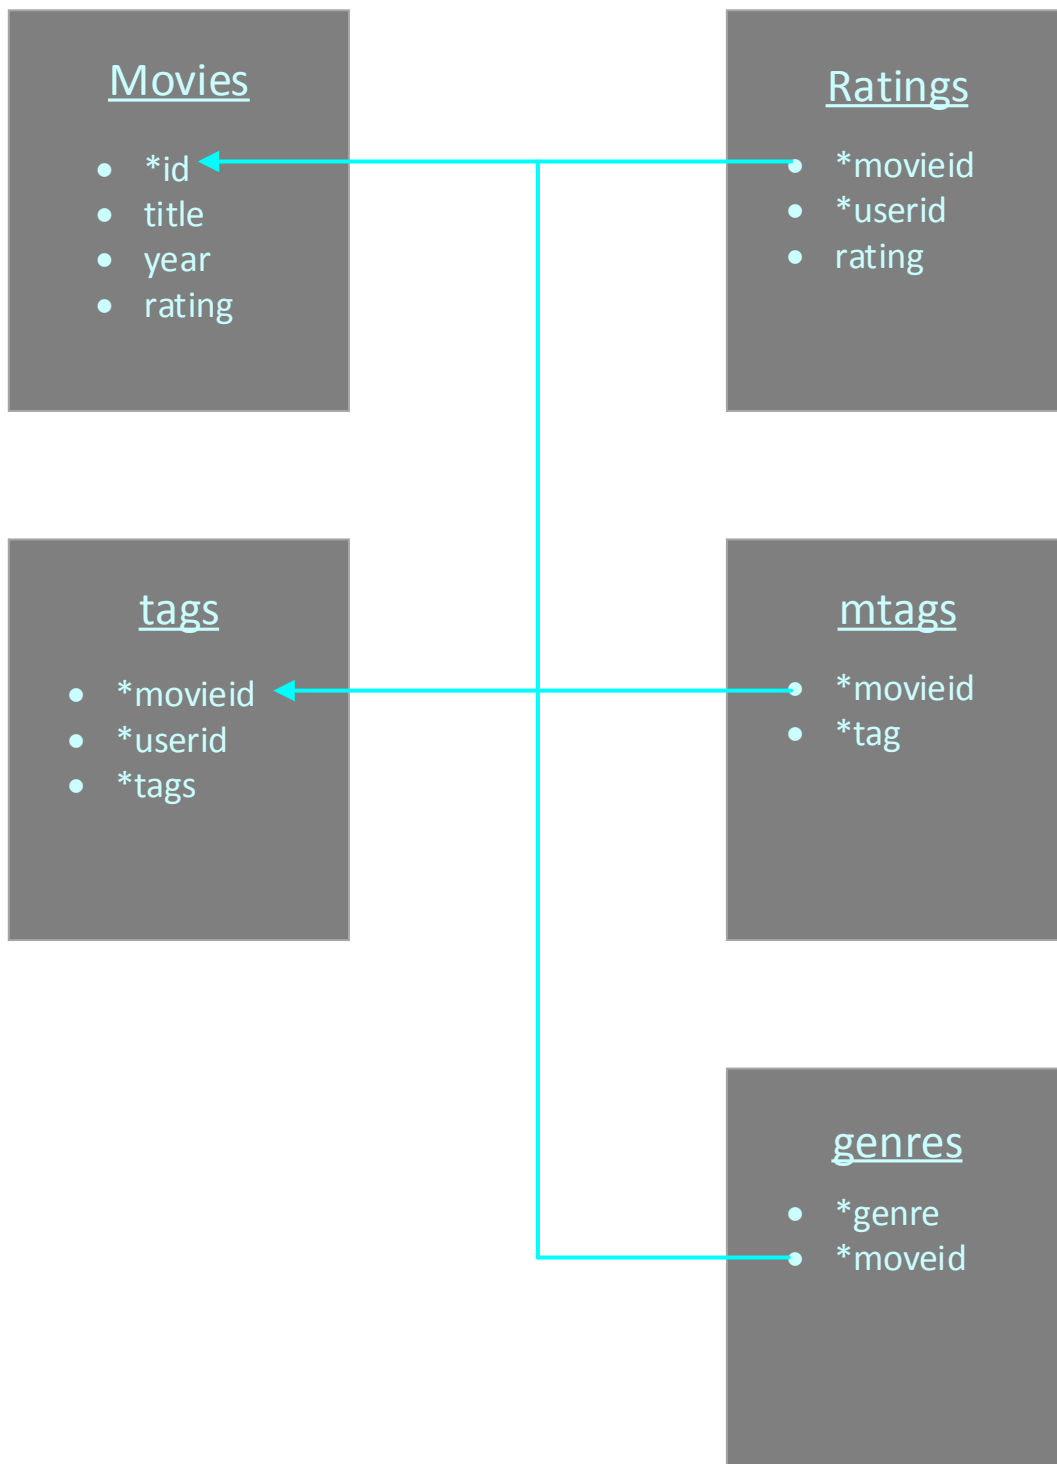 Movies
*id
title
year
rating
Ratings
*movieid
*userid
rating
tags
*movieid
*userid
*tags
mtags
*movieid
*tag
genres
*genre
*moveid